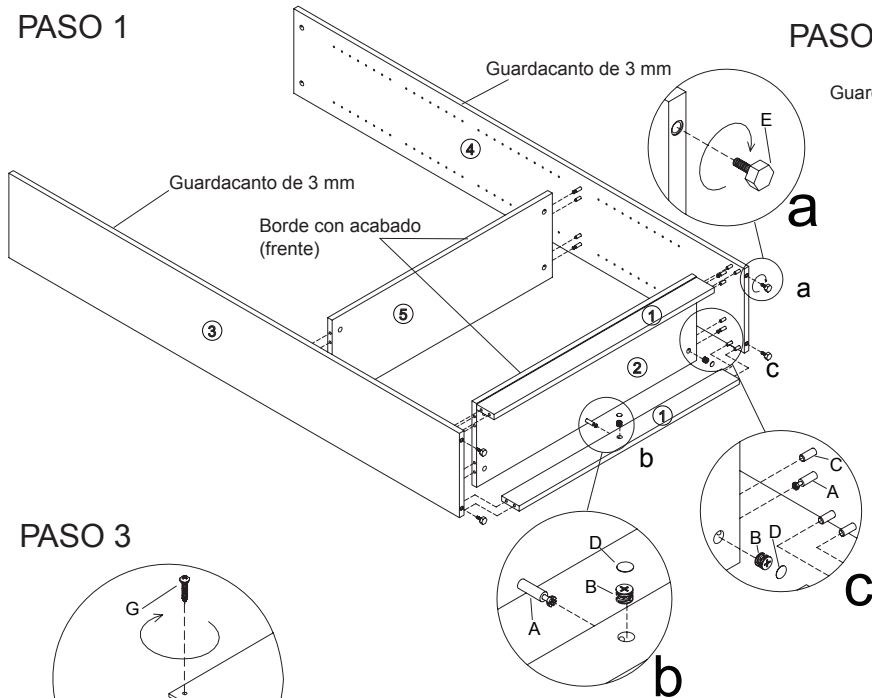 PASO 1
PASO
Guardacanto de 3 mm
Guard
E
4
a
Guardacanto de 3 mm
Borde con acabado
(frente)
a
5
1
3
2
C
1
b
C
A
B
D
c
PASO 3
D
B
A
G
b